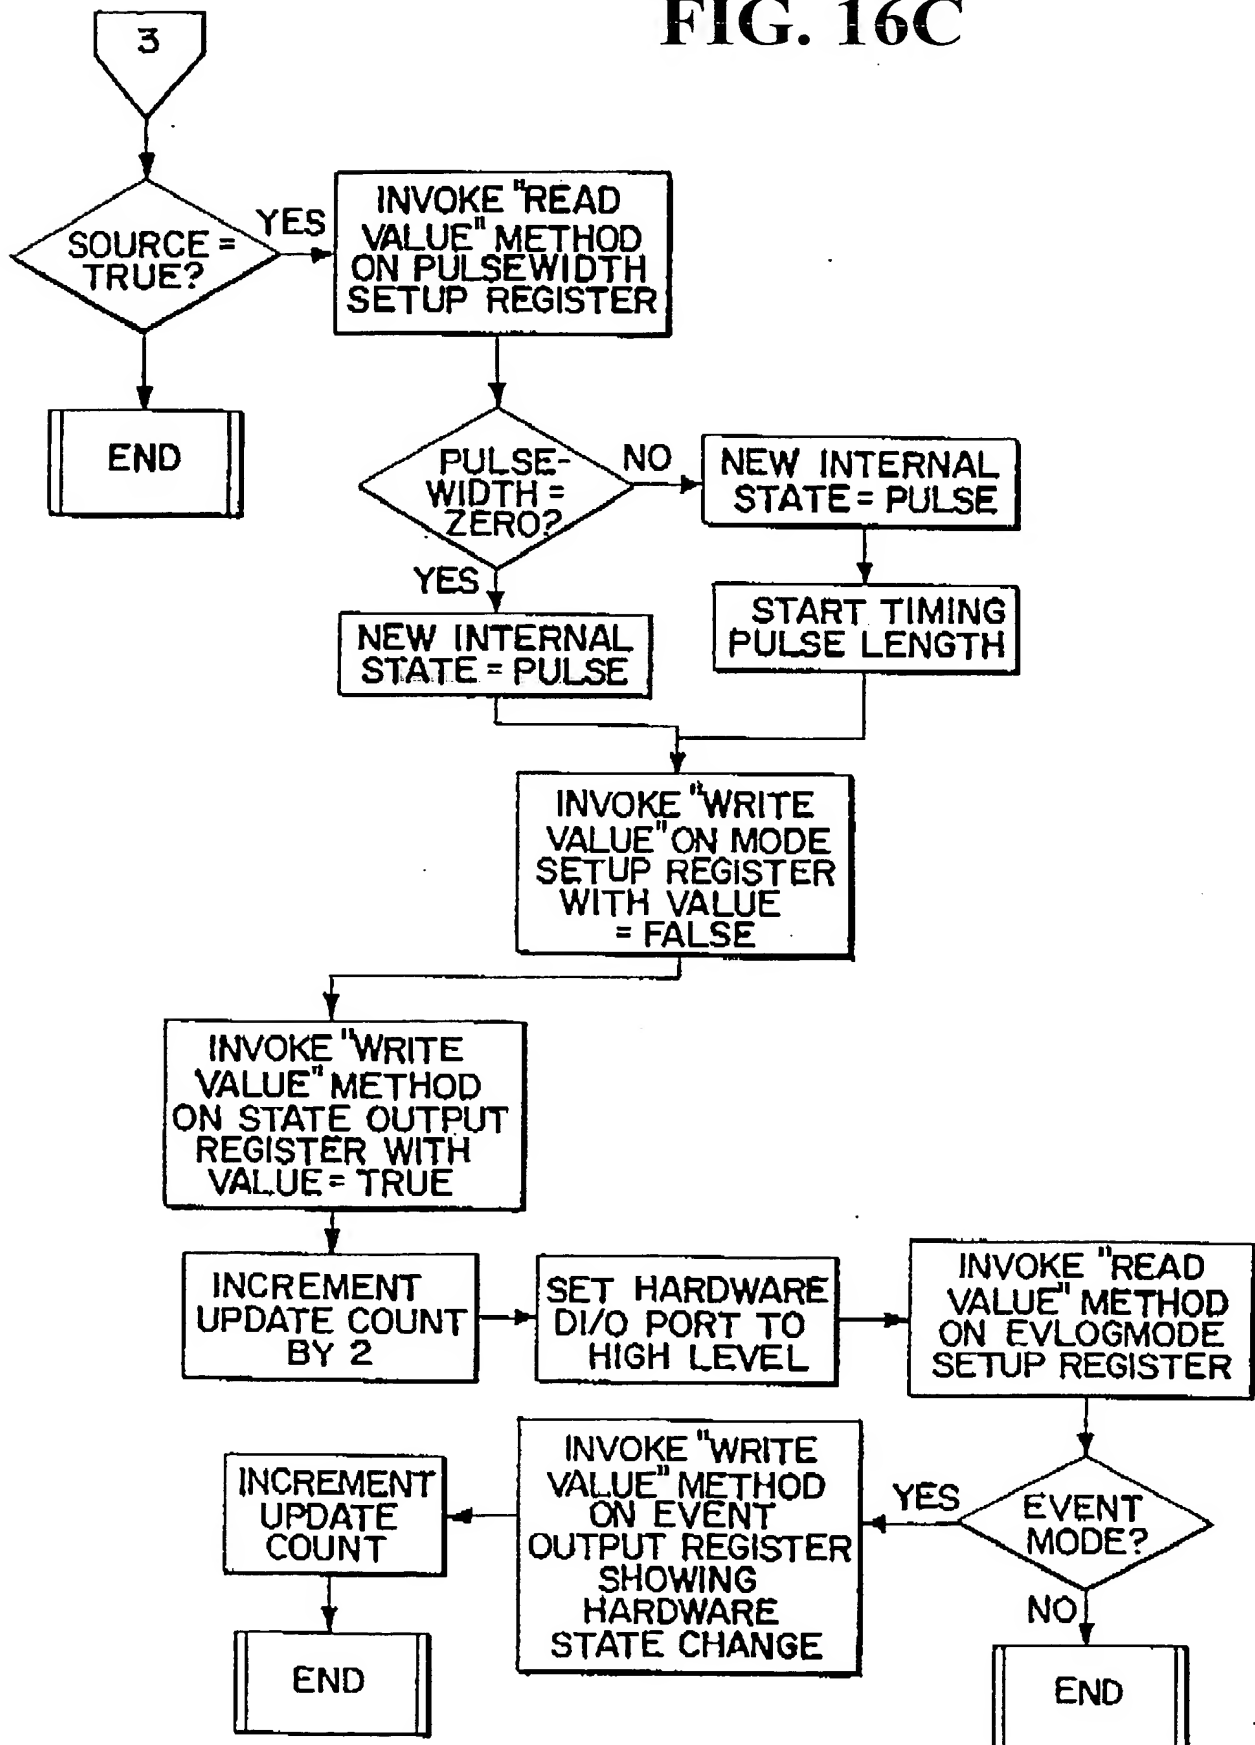 FIG. 16C
3
SOURCE =
TRUE?
YES
INVOKE "READ
VALUE" METHOD
ON PULSEWIDTH
SETUP REGISTER
END
PULSE-
WIDTH =
ZERO?
NO
NEW INTERNAL
STATE = PULSE
YES
START TIMING
PULSE LENGTH
NEW INTERNAL
STATE = PULSE
INVOKE "WRITE
VALUE" ON MODE
SETUP REGISTER
WITH VALUE
= FALSE
INVOKE "WRITE
VALUE" METHOD
ON STATE OUTPUT
REGISTER WITH
VALUE = TRUE
INCREMENT
UPDATE COUNT
BY 2
SET HARDWARE
DI/O PORT TO
HIGH LEVEL
INVOKE "READ
VALUE" METHOD
ON EVLOGMODE
SETUP REGISTER
EVENT
MODE?
YES
INVOKE "WRITE
VALUE" METHOD
ON EVENT
OUTPUT REGISTER
SHOWING
HARDWARE
STATE CHANGE
INCREMENT
UPDATE
COUNT
END
NO
END